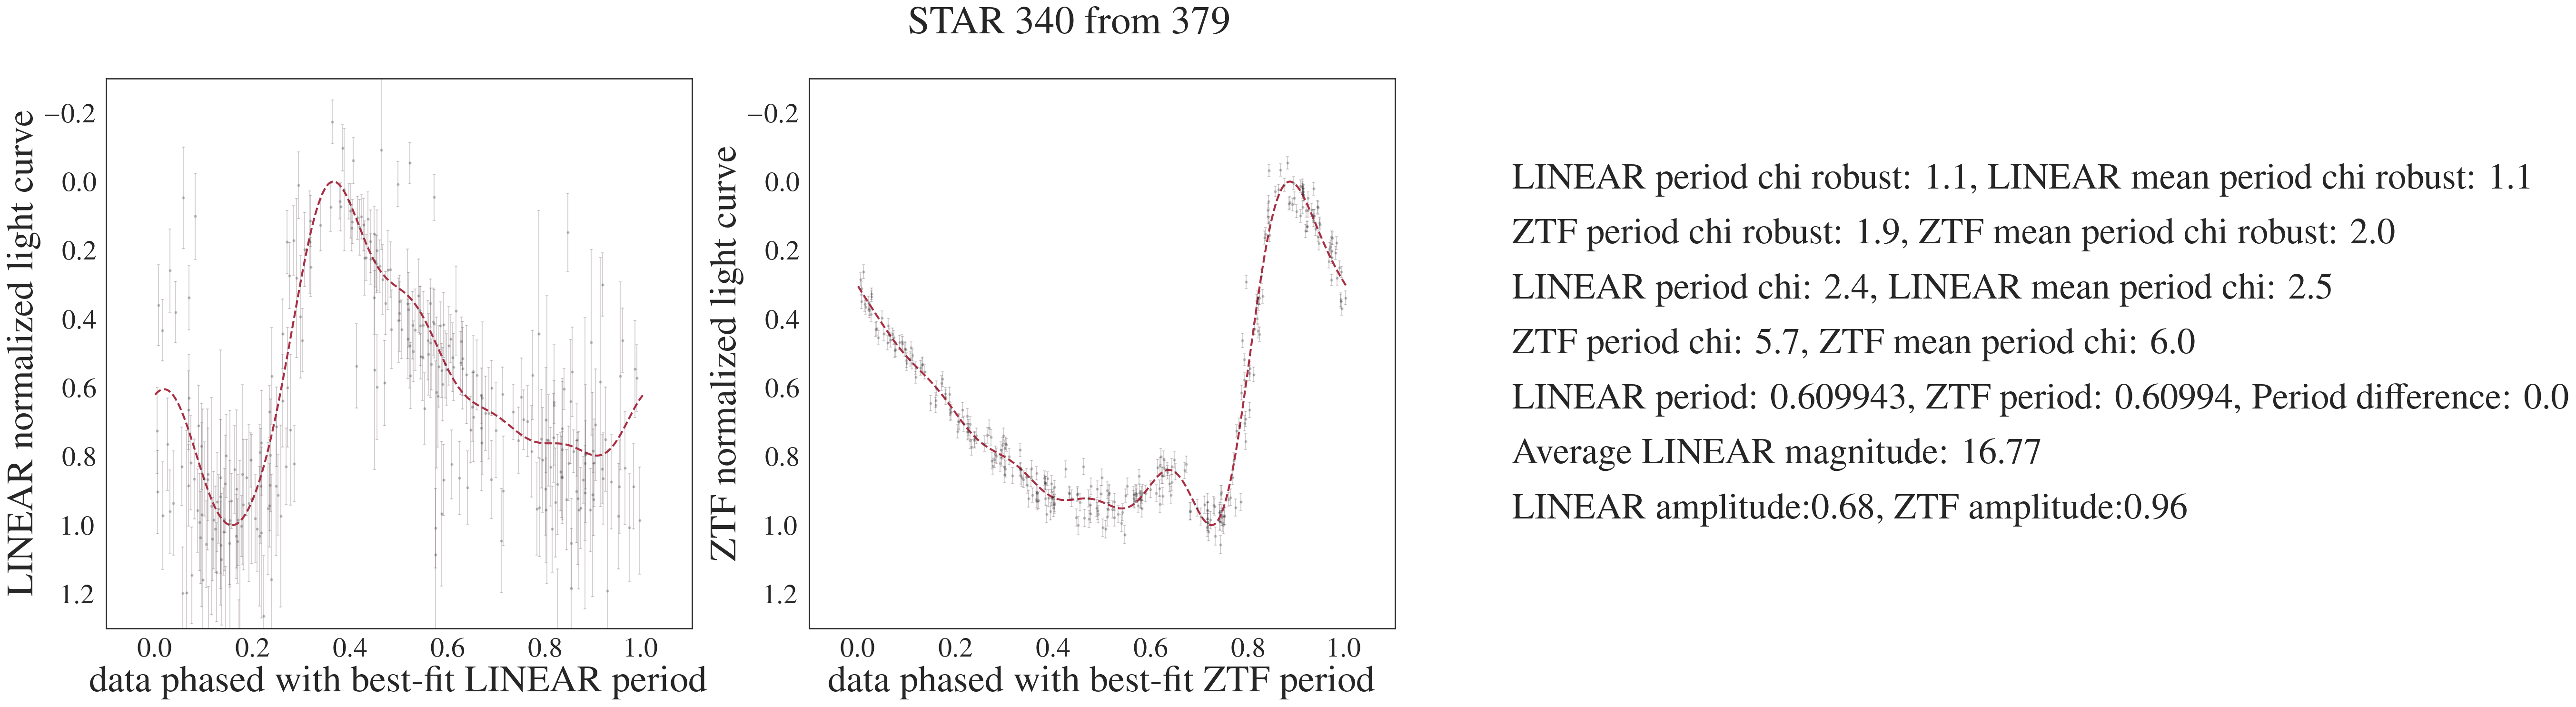 STAR 340 from 379
LINEAR normalized light curve
−0.2
0.0
0.2
0.4
0.6
0.8
1.0
1.2
0.0 0.2 0.4 0.6 0.8 1.0
data phased with best-fit LINEAR period
ZTF normalized light curve
−0.2
0.0
0.2
0.4
0.6
0.8
1.0
1.2
0.0 0.2 0.4 0.6 0.8 1.0
data phased with best-fit ZTF period
LINEAR period chi robust: 1.1, LINEAR mean period chi robust: 1.1
ZTF period chi robust: 1.9, ZTF mean period chi robust: 2.0
LINEAR period chi: 2.4, LINEAR mean period chi: 2.5
ZTF period chi: 5.7, ZTF mean period chi: 6.0
LINEAR period: 0.609943, ZTF period: 0.60994, Period difference: 0.0
Average LINEAR magnitude: 16.77
LINEAR amplitude:0.68, ZTF amplitude:0.96